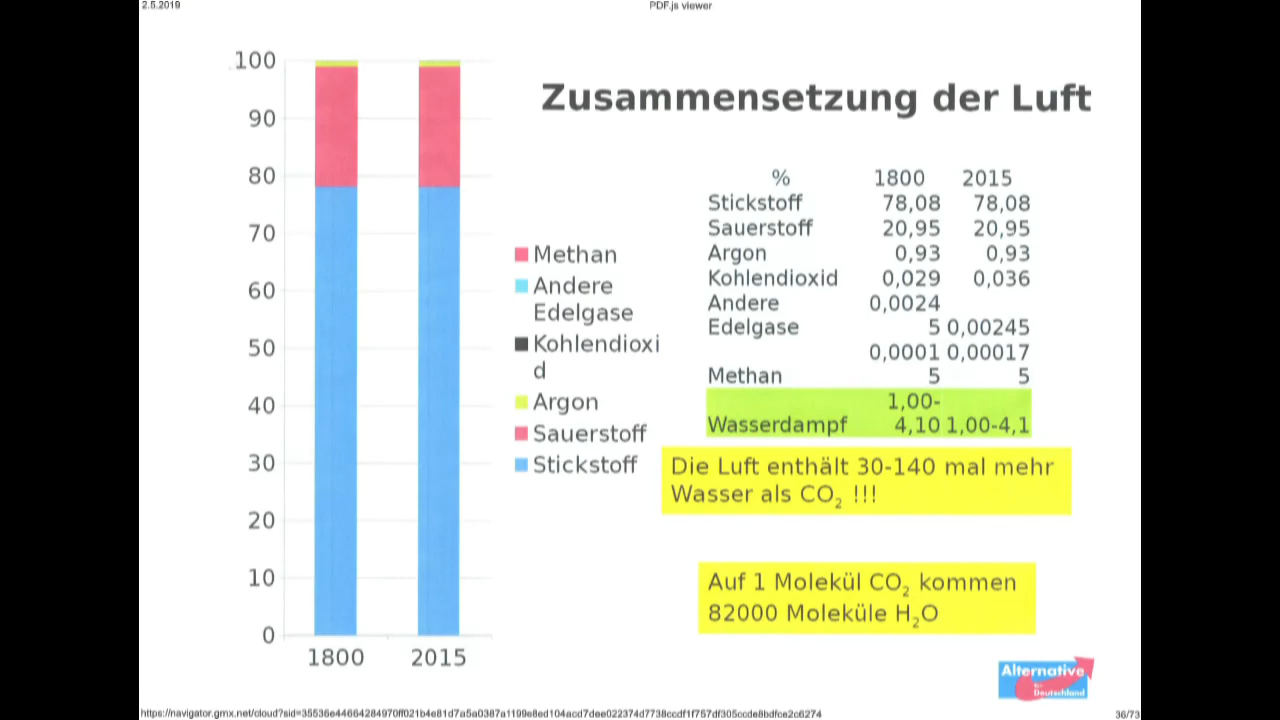 2.5.2019
PDF.js viewer
Zusammensetzung der Luft
100
90
80
70
60
50
40
30
20
10
0
1800 2015
Methan
Andere
Edelgase
Kohlendioxi
d
Argon
Sauerstoff
Stickstoff
% 1800 2015
Stickstoff 78,08 78,08
Sauerstoff 20,95 20,95
Argon 0,93 0,93
Kohlendioxid 0,029 0,036
Andere 0,0024
Edelgase 5 0,00245
0,0001 0,00017
Methan 5 5
1,00-
Wasserdampf 4,10 1,00-4,1
Die Luft enthält 30-140 mal mehr
Wasser als CO2 !!!
Auf 1 Molekül CO2 kommen
82000 Moleküle H2O
Alternative
für
Deutschland
36/73